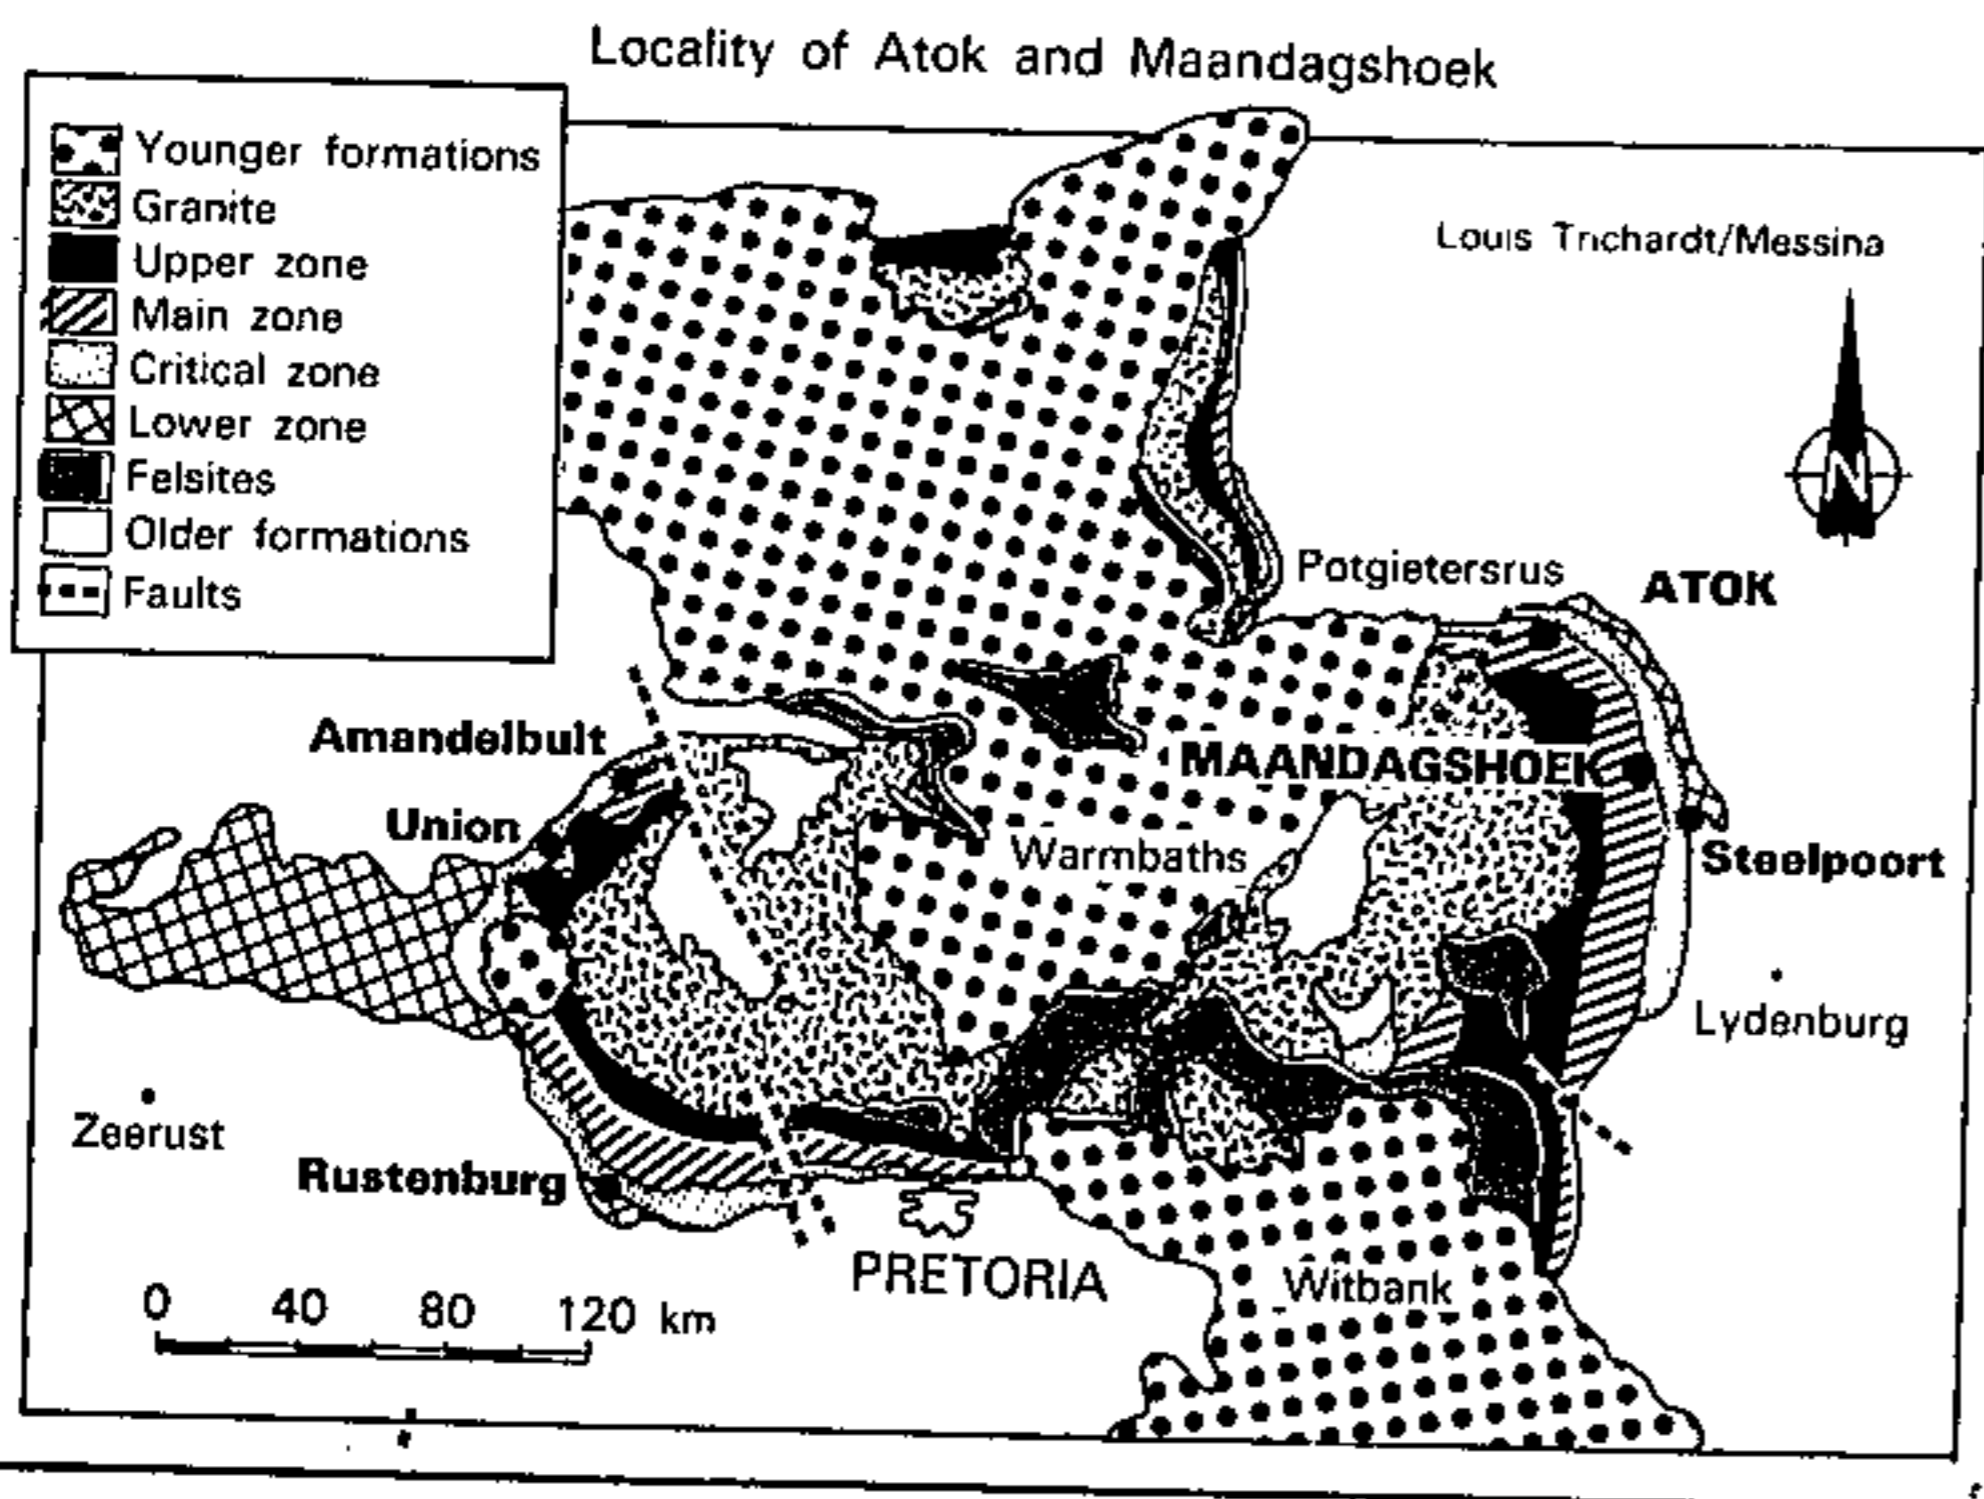 Locality of Atok and Maandagshoek
Younger formations
Granite
Upper zone
Main zone
Critical zone
Lower zone
Felsites
Older formations
Faults
Louis Trichardt/Messina
N
Potgietersrus
ATOK
Amandelbult
MAANDAGSHOEK
Union
Warmbaths
Steelpoort
Lydenburg
Zeerust
Rustenburg
PRETORIA
Witbank
0 40 80 120 km